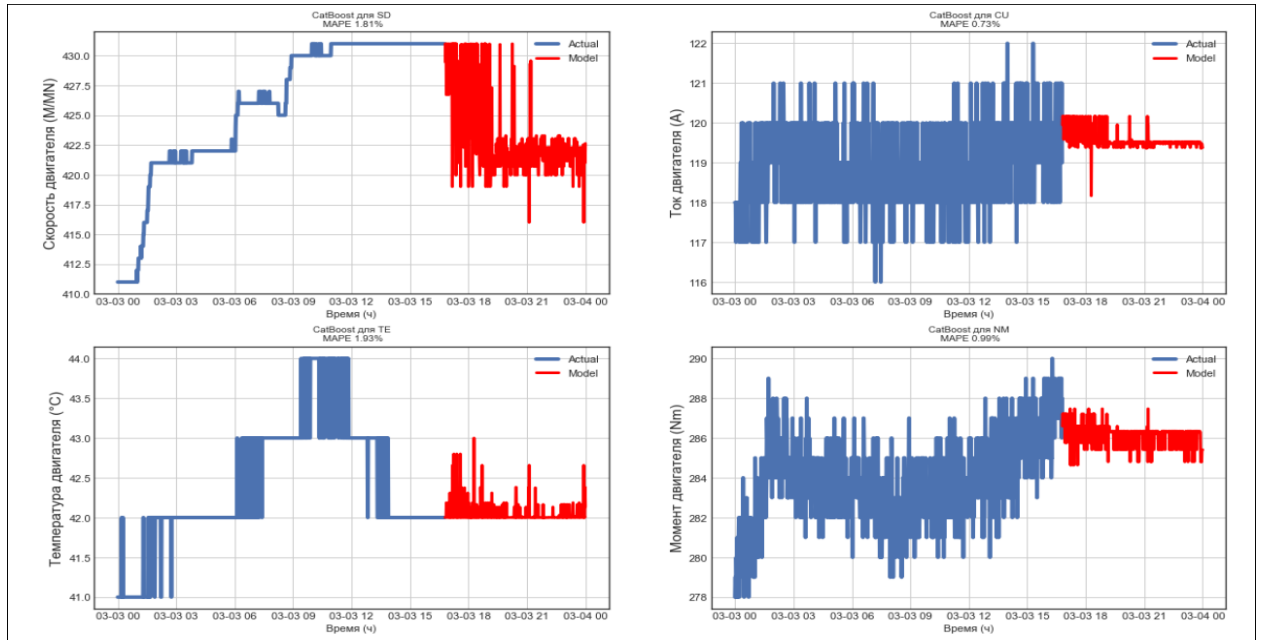 CatBoost для SD
MAPE 1.81%
Actual
Model
Скорость двигателя (M/MN)
430.0
427.5
425.0
422.5
420.0
417.5
415.0
412.5
410.0
03-03 00 03-03 03 03-03 06 03-03 09 03-03 12 03-03 15 03-03 18 03-03 21 03-04 00
Время (ч)
CatBoost для CU
MAPE 0.73%
Actual
Model
Ток двигателя (А)
122
121
120
119
118
117
116
03-03 00 03-03 03 03-03 06 03-03 09 03-03 12 03-03 15 03-03 18 03-03 21 03-04 00
Время (ч)
CatBoost для TE
MAPE 1.93%
Actual
Model
Температура двигателя (°C)
44.0
43.5
43.0
42.5
42.0
41.5
41.0
03-03 00 03-03 03 03-03 06 03-03 09 03-03 12 03-03 15 03-03 18 03-03 21 03-04 00
Время (ч)
CatBoost для NM
MAPE 0.99%
Actual
Model
Момент двигателя (Nm)
290
288
286
284
282
280
278
03-03 00 03-03 03 03-03 06 03-03 09 03-03 12 03-03 15 03-03 18 03-03 21 03-04 00
Время (ч)